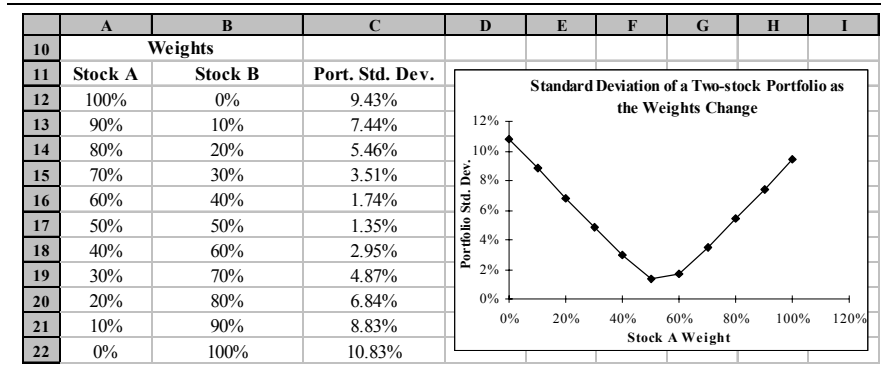 A B C D E F G H I
10 Weights
11 Stock A Stock B Port. Std. Dev.
12 100% 0% 9.43%
13 90% 10% 7.44%
14 80% 20% 5.46%
15 70% 30% 3.51%
16 60% 40% 1.74%
17 50% 50% 1.35%
18 40% 60% 2.95%
19 30% 70% 4.87%
20 20% 80% 6.84%
21 10% 90% 8.83%
22 0% 100% 10.83%
Standard Deviation of a Two-stock Portfolio as
the Weights Change
Portfolio Std. Dev.
12%
10%
8%
6%
4%
2%
0%
0% 20% 40% 60% 80% 100% 120%
Stock A Weight